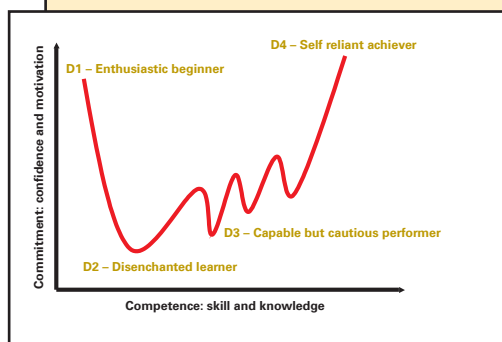 D4 – Self reliant achiever
D1 – Enthusiastic beginner
Commitment: confidence and motivation
D3 – Capable but cautious performer
D2 – Disenchanted learner
Competence: skill and knowledge